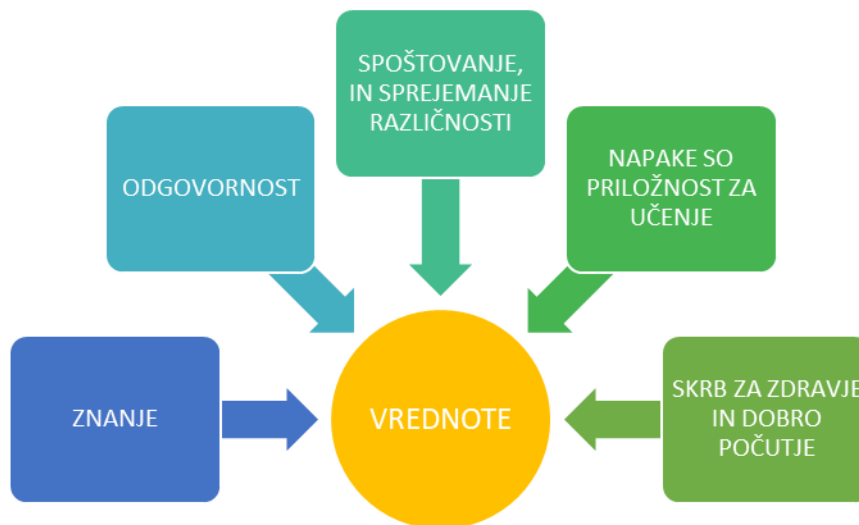 SPOŠTOVANJE,
IN SPREJEMANJE
RAZLIČNOSTI
ODGOVORNOST
NAPAKE SO
PRILOŽNOST ZA
UČENJE
ZNANJE
VREDNOTE
SKRB ZA ZDRAVJE
IN DOBRO
POČUTJE